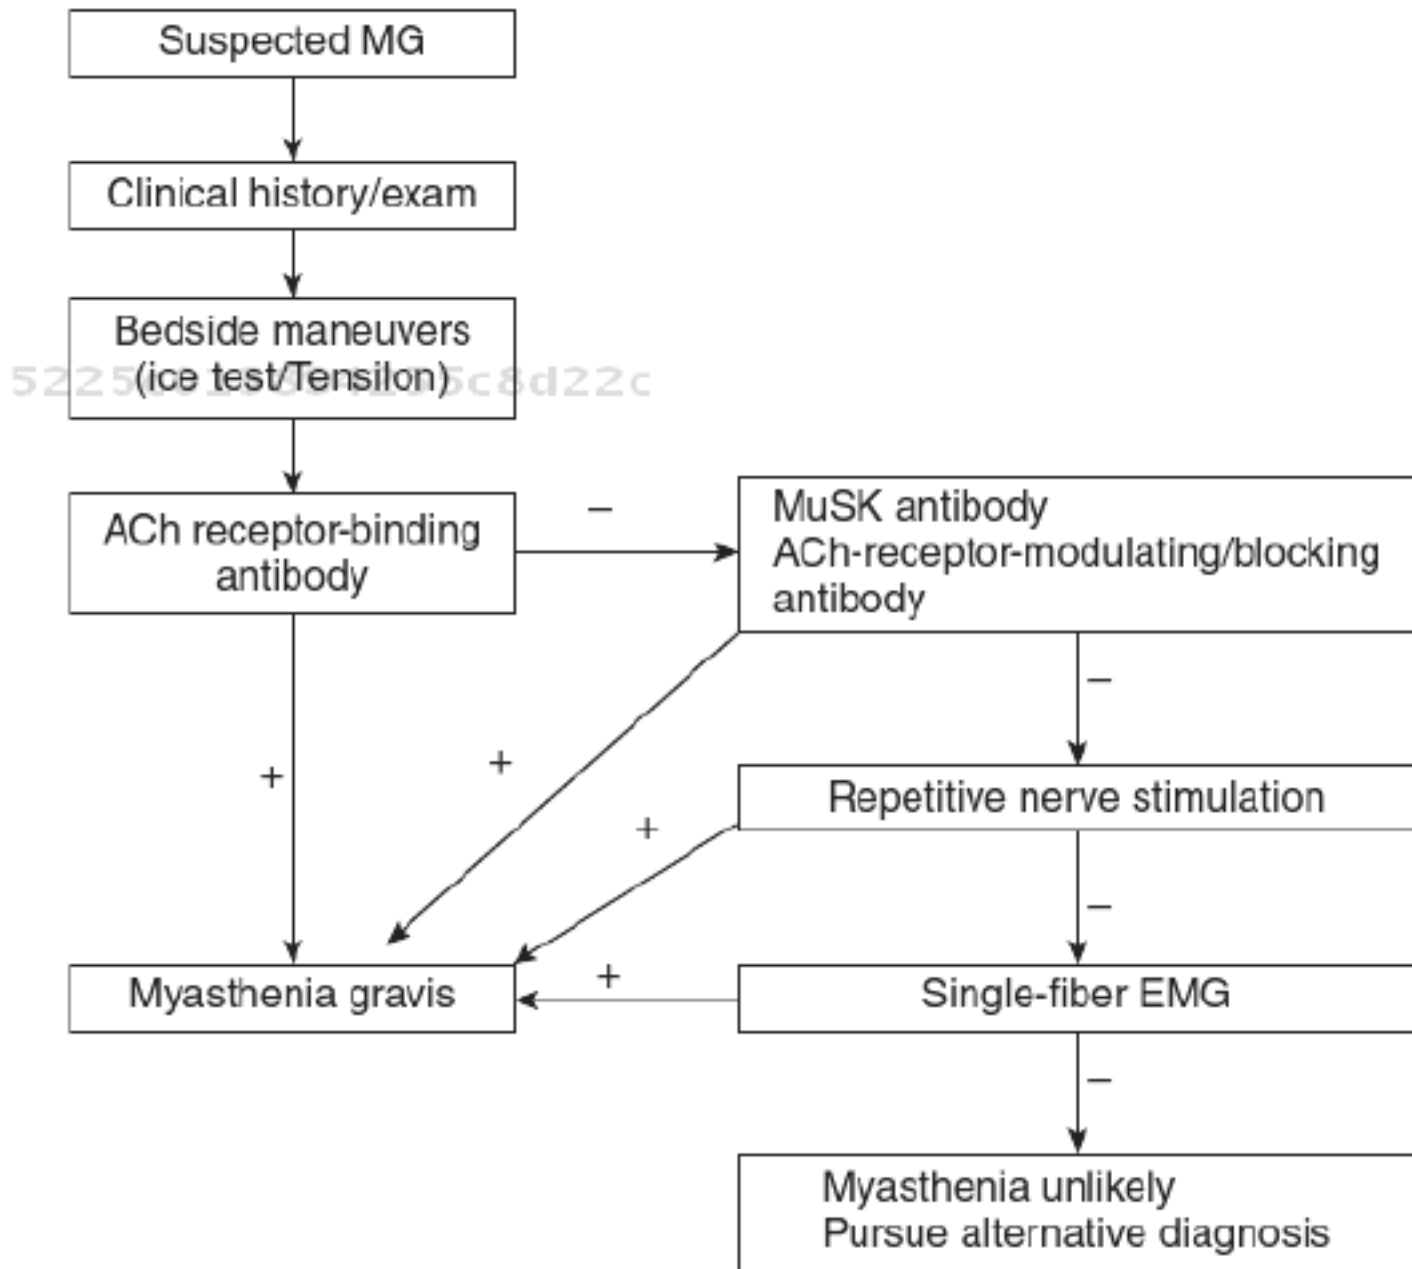 Suspected MG
Clinical history/exam
Bedside maneuvers
(ice test/Tensilon)
ACh receptor-binding
antibody
–
MuSK antibody
ACh-receptor-modulating/blocking
antibody
–
+
+
+
Repetitive nerve stimulation
–
Myasthenia gravis
+
Single-fiber EMG
–
Myasthenia unlikely
Pursue alternative diagnosis